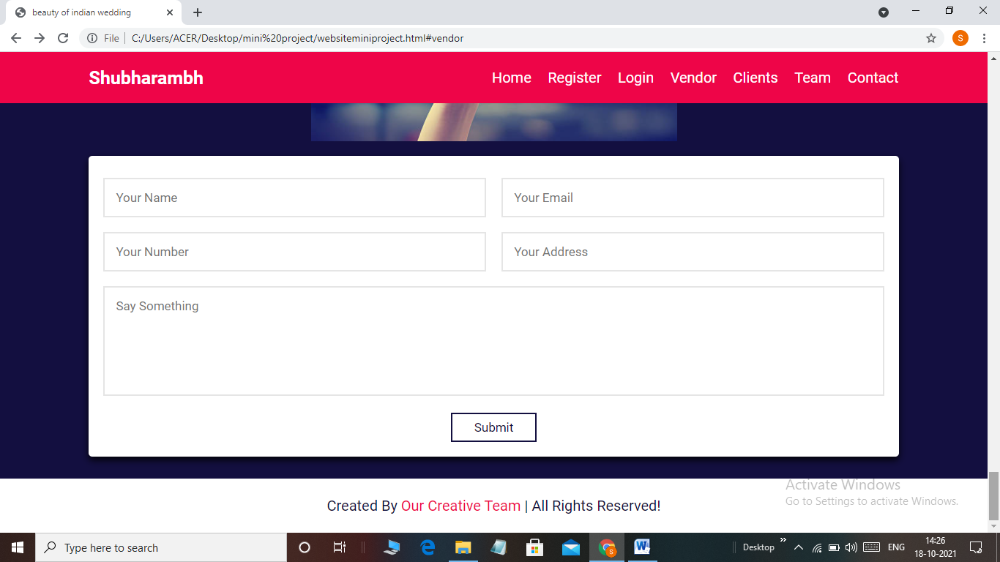 beauty of indian wedding
File C:/Users/ACER/Desktop/mini%20project/websiteminiproject.html#vendor
S
Shubharambh Home Register Login Vendor Clients Team Contact
Your Name Your Email
Your Number Your Address
Say Something
Submit
Activate Windows
Go to Settings to activate Windows.
Created By Our Creative Team | All Rights Reserved!
Type here to search S W Desktop ENG 14:26
18-10-2021